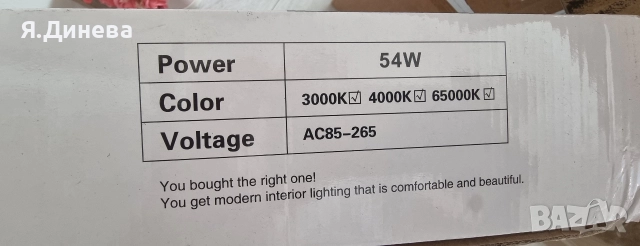 Я.Динева
Power 54W
Color 3000K☑ 4000K☑ 65000K☑
Voltage AC85-265
You bought the right one!
You get modern interior lighting that is comfortable and beautiful.
BAZAR